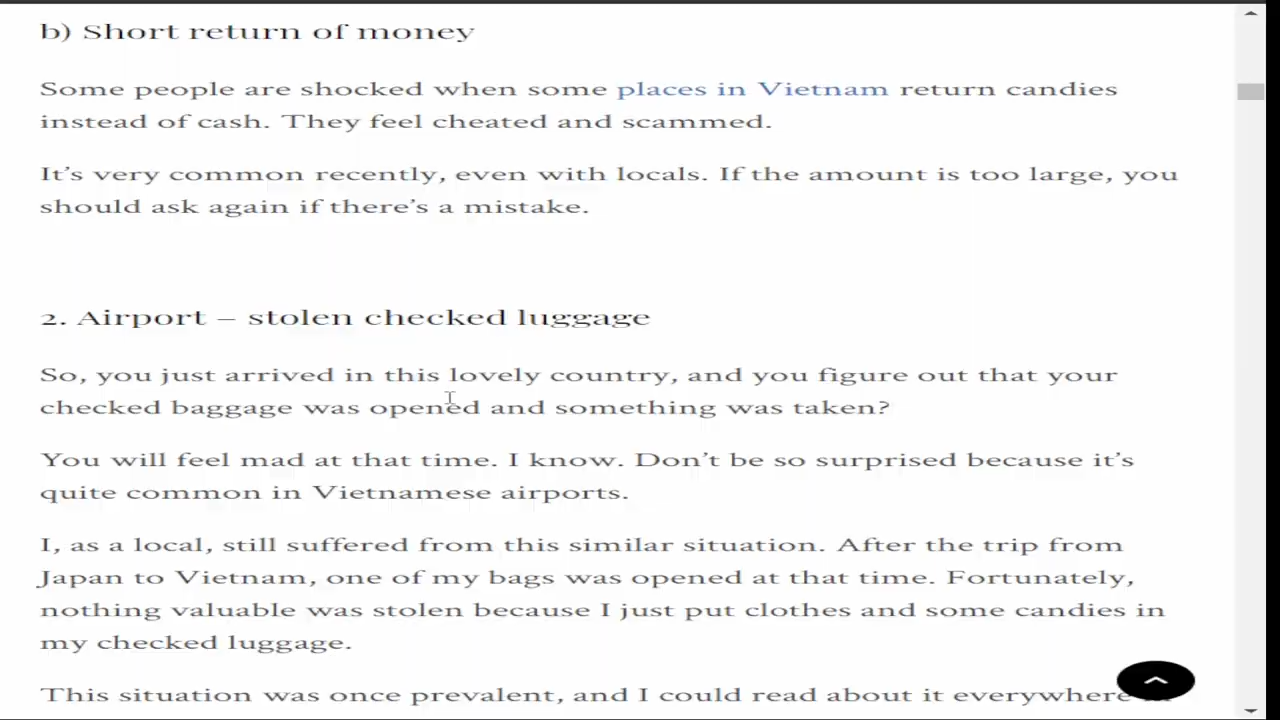 b) Short return of money
Some people are shocked when some places in Vietnam return candies
instead of cash. They feel cheated and scammed.
It’s very common recently, even with locals. If the amount is too large, you
should ask again if there’s a mistake.
2. Airport – stolen checked luggage
So, you just arrived in this lovely country, and you figure out that your
checked baggage was opened and something was taken?
You will feel mad at that time. I know. Don’t be so surprised because it’s
quite common in Vietnamese airports.
I, as a local, still suffered from this similar situation. After the trip from
Japan to Vietnam, one of my bags was opened at that time. Fortunately,
nothing valuable was stolen because I just put clothes and some candies in
my checked luggage.
This situation was once prevalent, and I could read about it everywhere